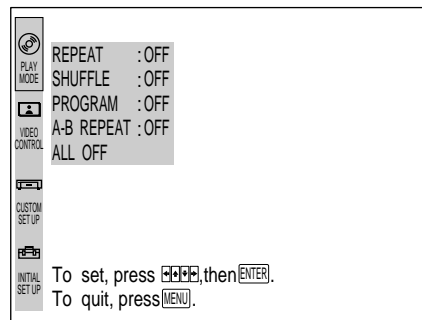 PLAY
MODE
VIDEO
CONTROL
CUSTOM
SET UP
INITIAL
SET UP
REPEAT :OFF
SHUFFLE :OFF
PROGRAM :OFF
A-B REPEAT :OFF
ALL OFF
To set, press ←↑↓→,then ENTER.
To quit, press MENU.